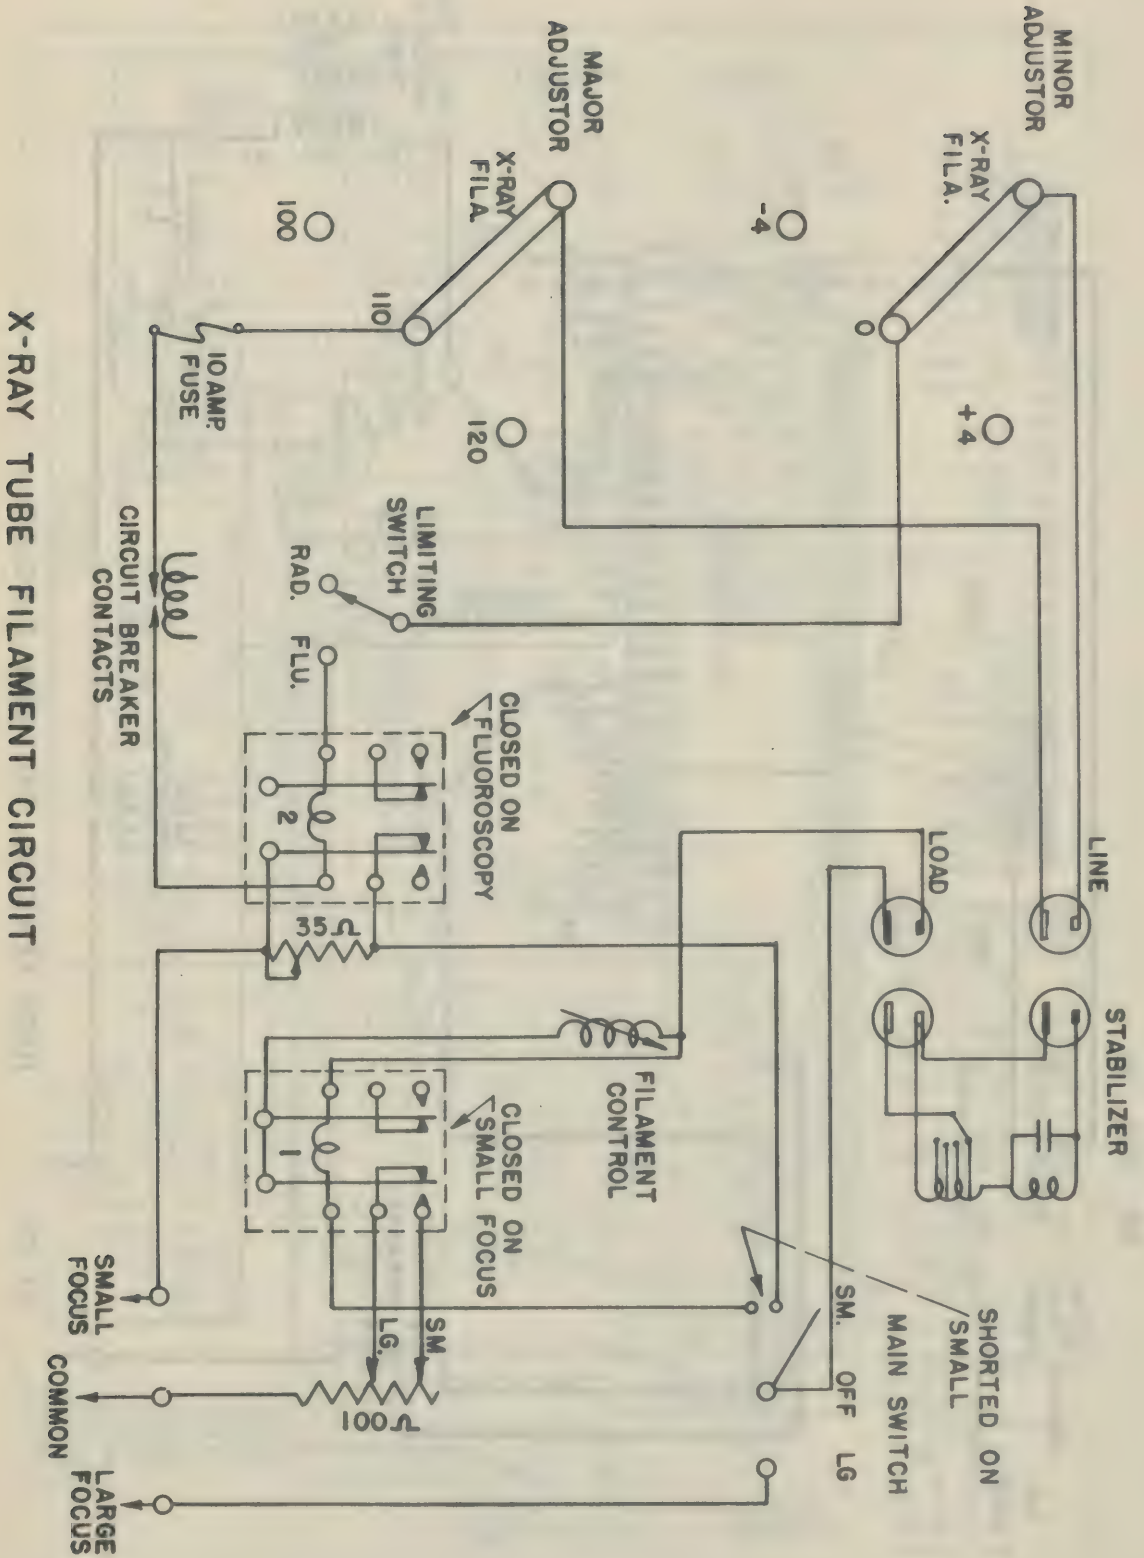 MINOR
ADJUSTOR
X-RAY
FILA.
-4
0
+4
MAJOR
ADJUSTOR
X-RAY
FILA.
100
110
120
10 AMP.
FUSE
LIMITING
SWITCH
RAD.
FLU.
CIRCUIT BREAKER
CONTACTS
CLOSED ON
FLUOROSCOPY
2
35Ω
LINE
LOAD
STABILIZER
FILAMENT
CONTROL
CLOSED ON
SMALL FOCUS
1
SHORTED ON
SMALL
MAIN SWITCH
SM. OFF LG
SM
LG.
100Ω
SMALL
FOCUS
COMMON
LARGE
FOCUS
X-RAY TUBE FILAMENT CIRCUIT